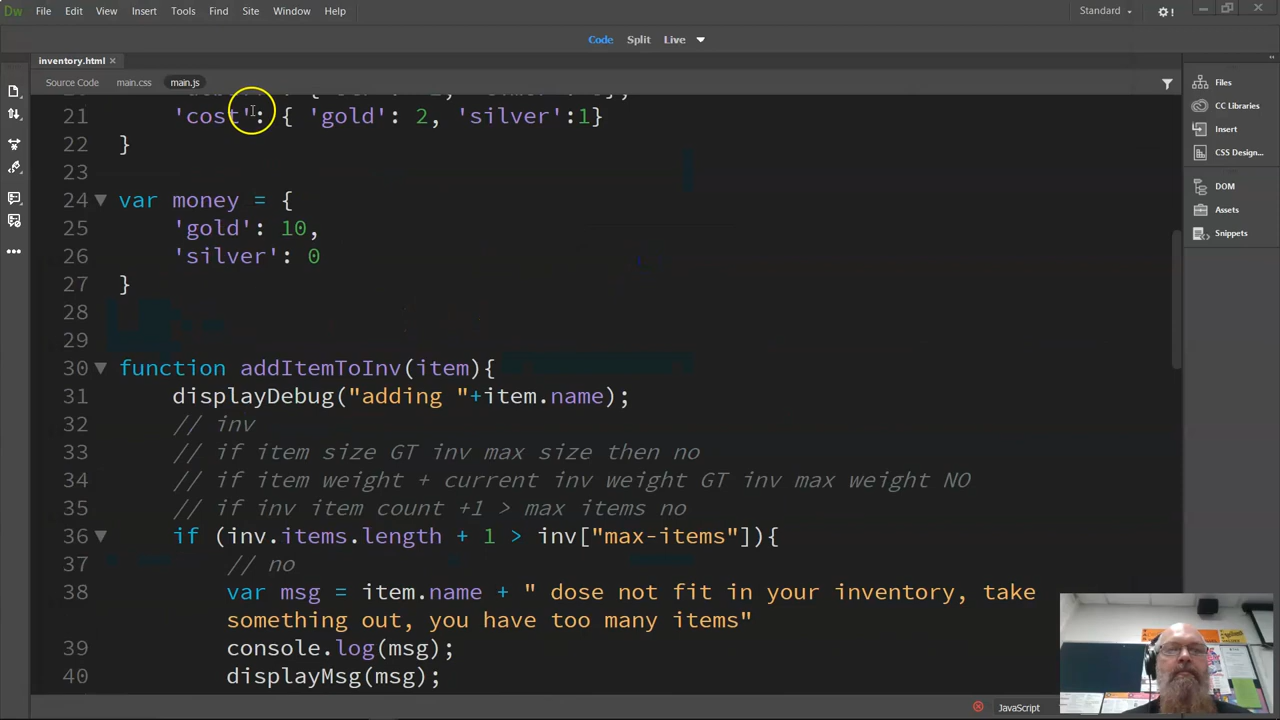 Dw File Edit View Insert Tools Find Site Window Help Standard
Code Split Live
inventory.html ×
Source Code main.css main.js
21 'cost': { 'gold': 2, 'silver':1}
22 }
23
24 var money = {
25 'gold': 10,
26 'silver': 0
27 }
28
29
30 function addItemToInv(item){
31 displayDebug("adding "+item.name);
32 // inv
33 // if item size GT inv max size then no
34 // if item weight + current inv weight GT inv max weight NO
35 // if inv item count +1 > max items no
36 if (inv.items.length + 1 > inv["max-items"]){
37 // no
38 var msg = item.name + " dose not fit in your inventory, take
something out, you have too many items"
39 console.log(msg);
40 displayMsg(msg);
Files
CC Libraries
Insert
CSS Design...
DOM
Assets
Snippets
JavaScript